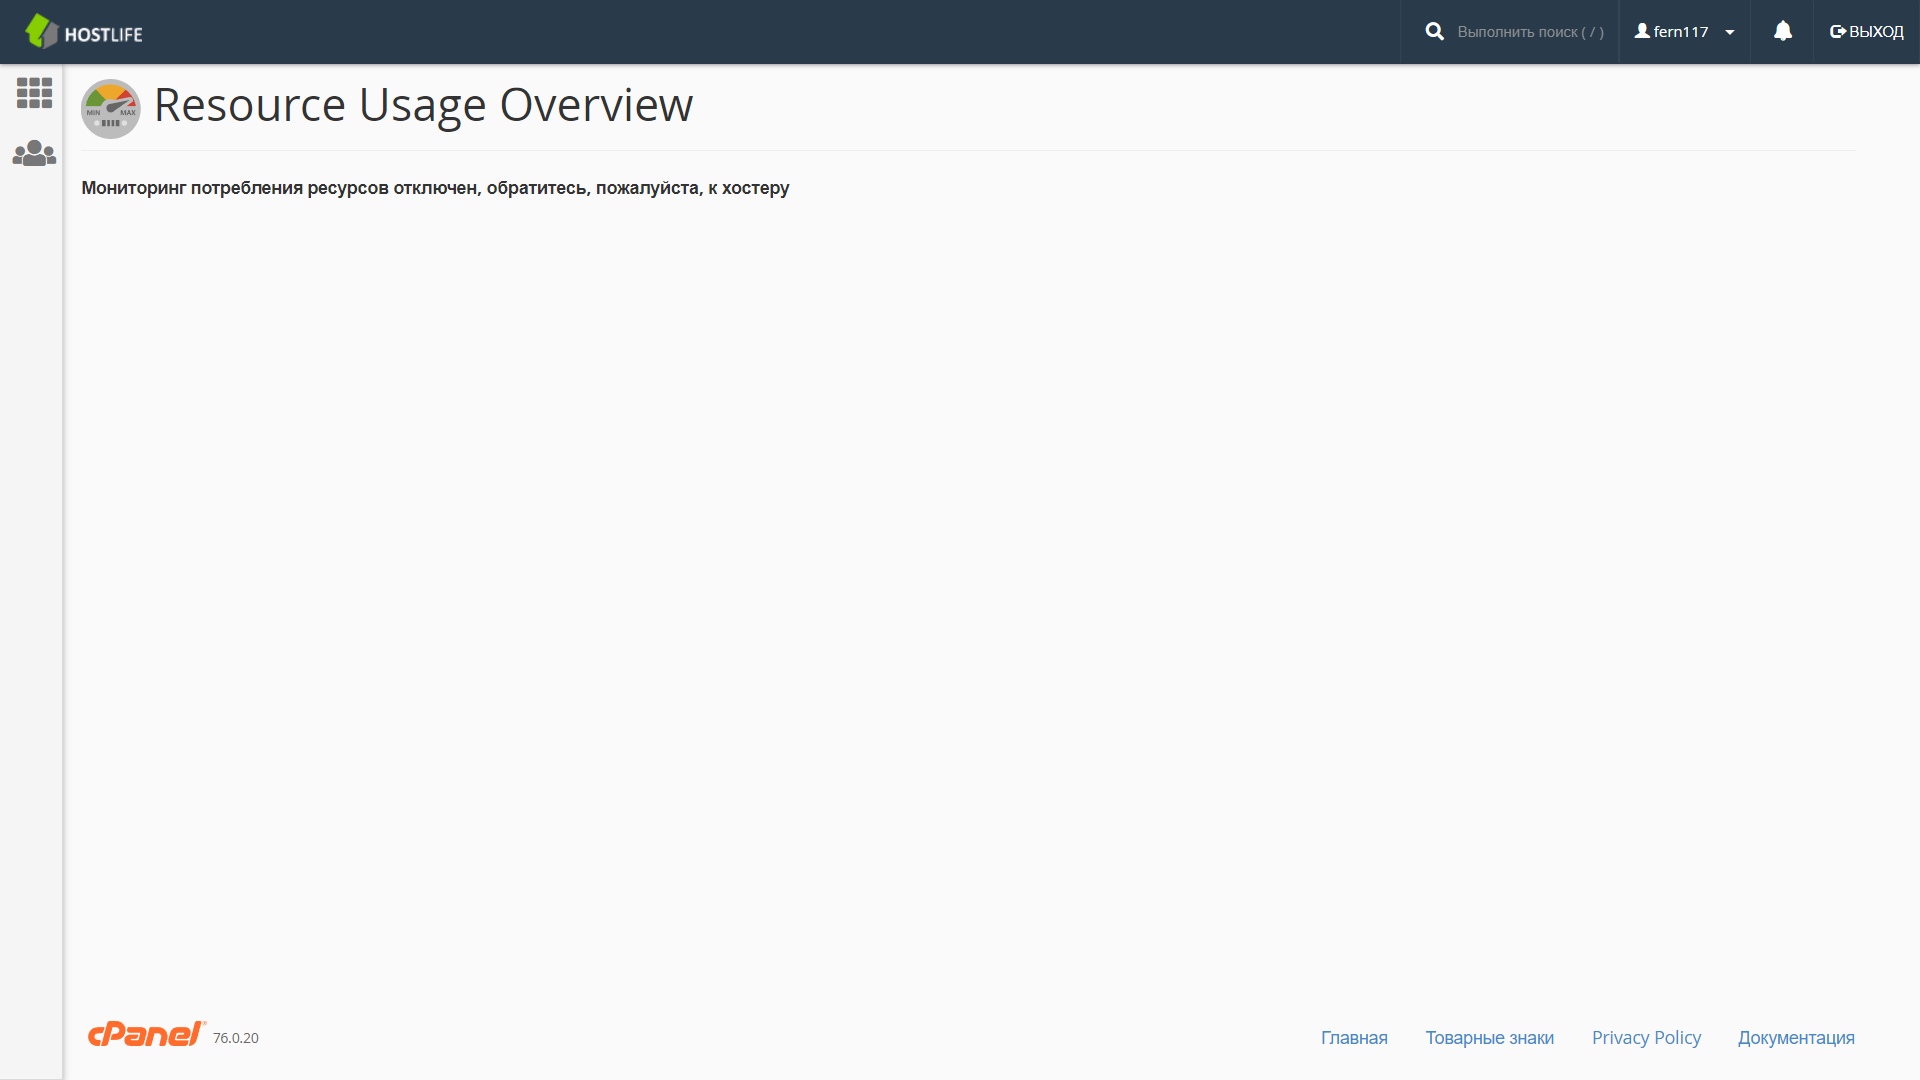 HOSTLIFE
Выполнить поиск ( / )
fern117
ВЫХОД
MIN MAX
Resource Usage Overview
Мониторинг потребления ресурсов отключен, обратитесь, пожалуйста, к хостеру
cPanel® 76.0.20
Главная Товарные знаки Privacy Policy Документация